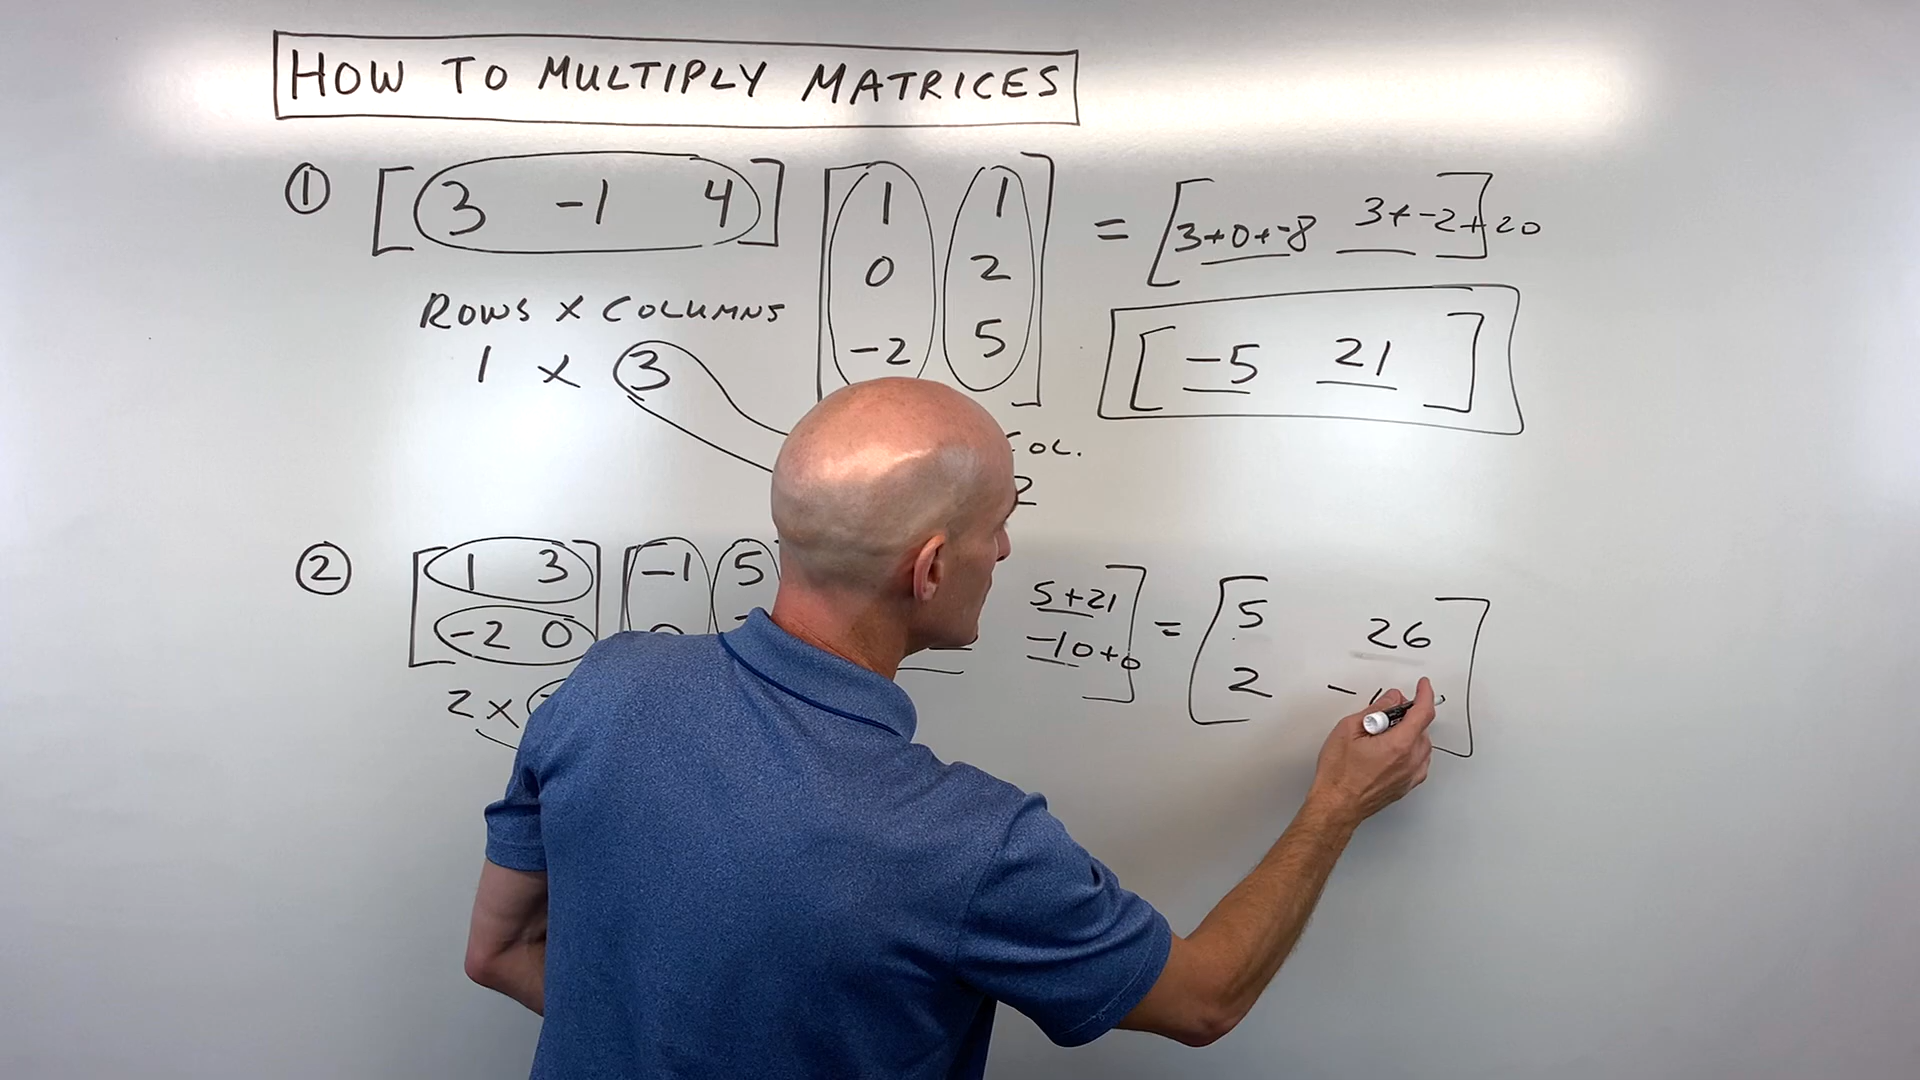 HOW TO MULTIPLY MATRICES
① [3 -1 4] [1 1 = [3+0+-8 3+-2+20]
0 2
-2 5]
[-5 21]
ROWS X COLUMNS
1 x 3
2
② [1 3 [-1 5 5+21] = [5 26
-2 0] -10+0 2
2 x